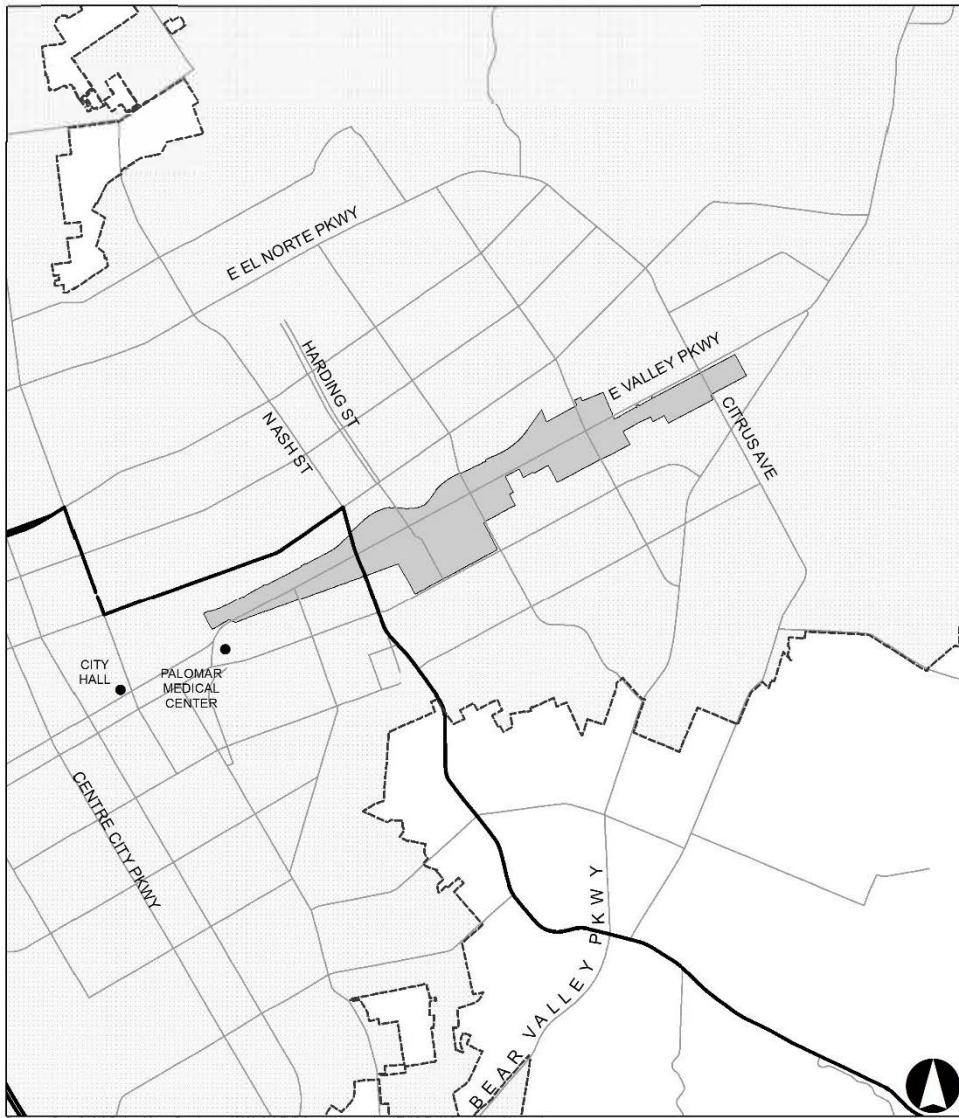 E EL NORTE PKWY
HARDING ST
E VALLEY PKWY
N ASH ST
CITRUS AVE
CITY
HALL
PALOMAR
MEDICAL
CENTER
CENTRE CITY PKWY
BEAR VALLEY PKWY